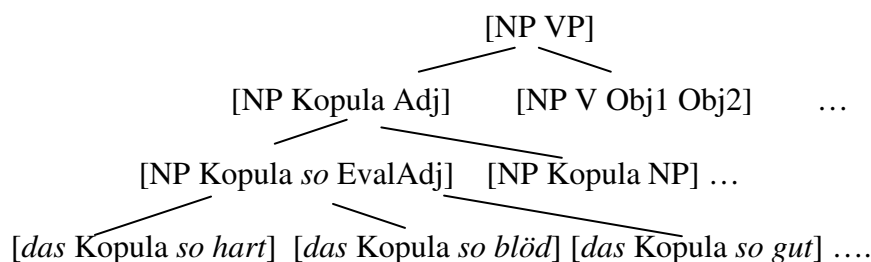 [NP VP]
[NP Kopula Adj] [NP V Obj1 Obj2] …
[NP Kopula so EvalAdj] [NP Kopula NP] …
[das Kopula so hart] [das Kopula so blöd] [das Kopula so gut] ….